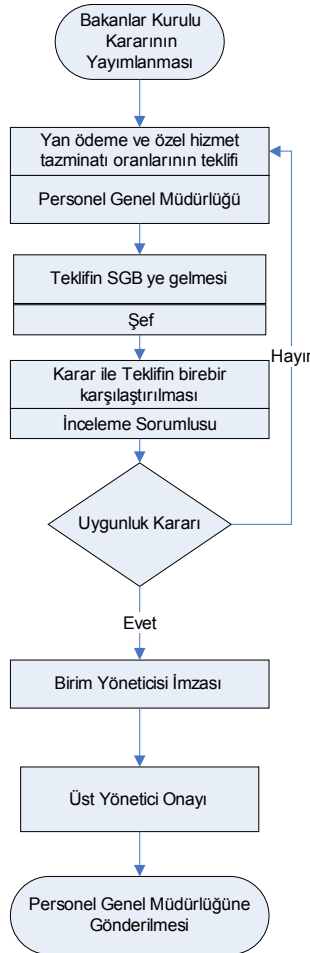 Bakanlar Kurulu
Kararının
Yayımlanması
Yan ödeme ve özel hizmet
tazminatı oranlarının teklifi
Personel Genel Müdürlüğü
Teklifin SGB ye gelmesi
Şef
Karar ile Teklifin birebir
karşılaştırılması
İnceleme Sorumlusu
Hayır
Uygunluk Kararı
Evet
Birim Yöneticisi İmzası
Üst Yönetici Onayı
Personel Genel Müdürlüğüne
Gönderilmesi